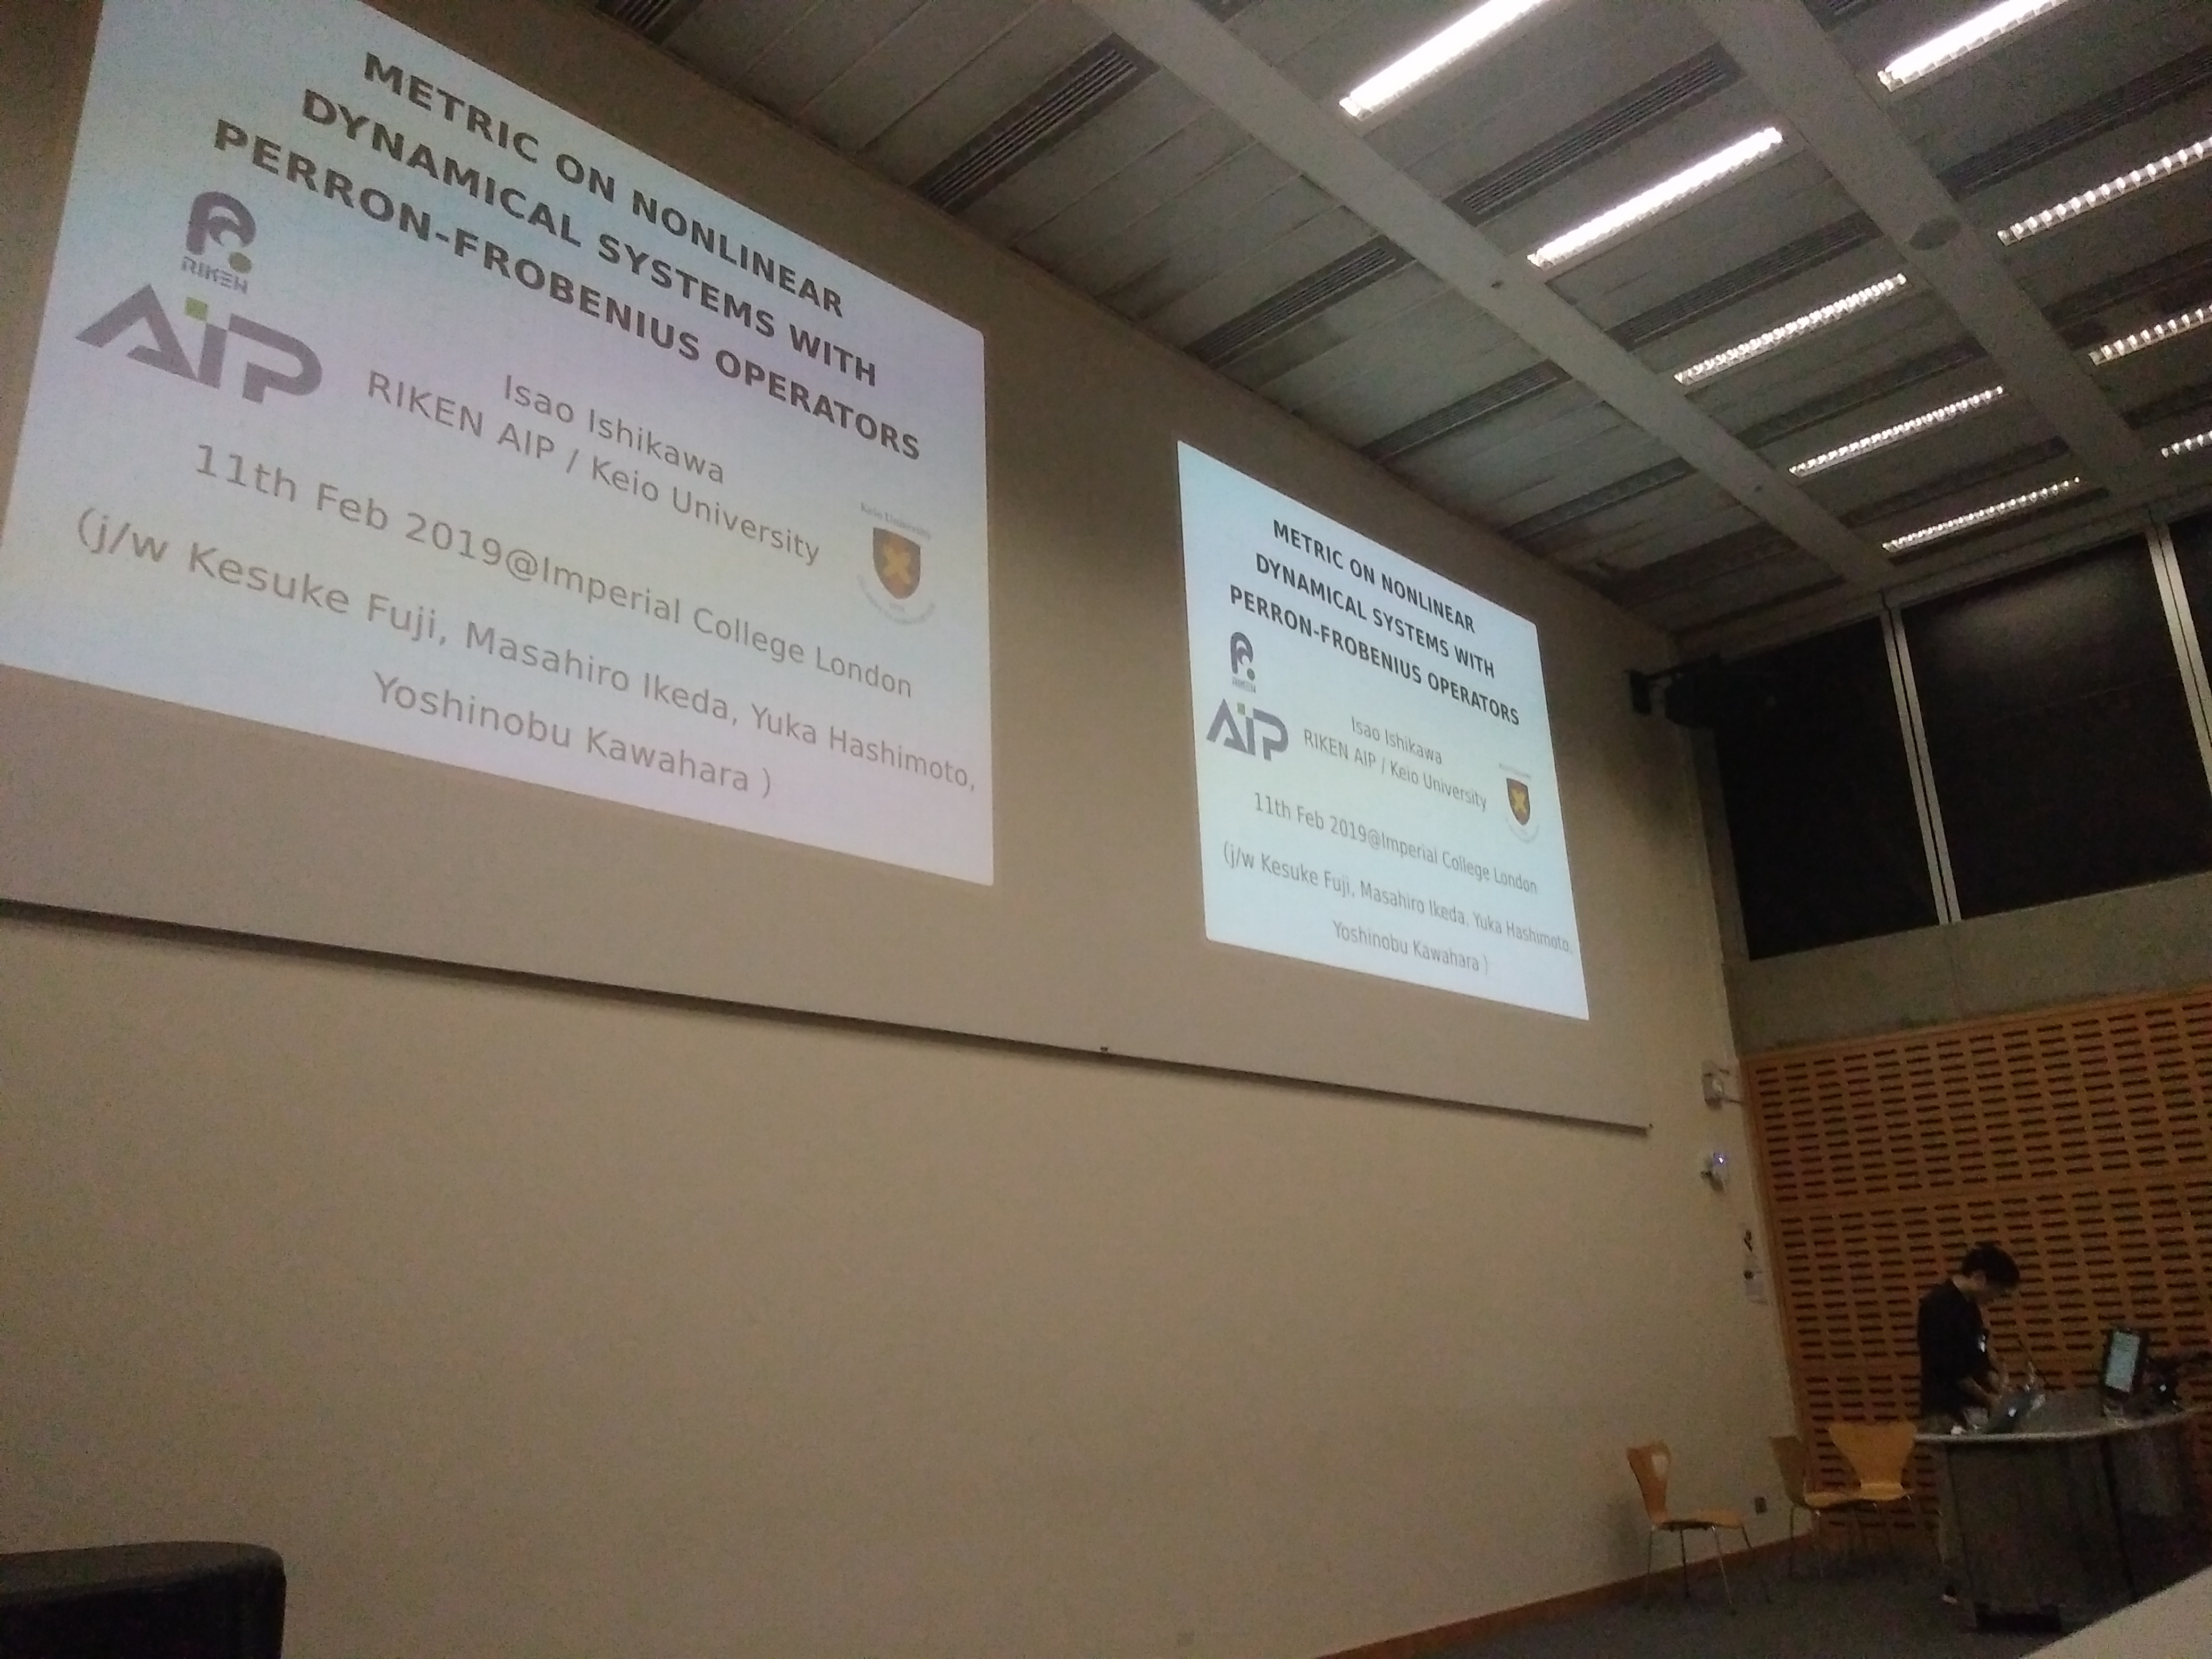 METRIC ON NONLINEAR
DYNAMICAL SYSTEMS WITH
PERRON-FROBENIUS OPERATORS
RIKEN
AIP
Isao Ishikawa
RIKEN AIP / Keio University
Keio University
11th Feb 2019@Imperial College London
(j/w Kesuke Fuji, Masahiro Ikeda, Yuka Hashimoto,
Yoshinobu Kawahara )
METRIC ON NONLINEAR
DYNAMICAL SYSTEMS WITH
PERRON-FROBENIUS OPERATORS
RIKEN
AIP
Isao Ishikawa
RIKEN AIP / Keio University
11th Feb 2019@Imperial College London
(j/w Kesuke Fuji, Masahiro Ikeda, Yuka Hashimoto,
Yoshinobu Kawahara )